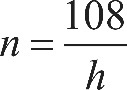 n = 108/h